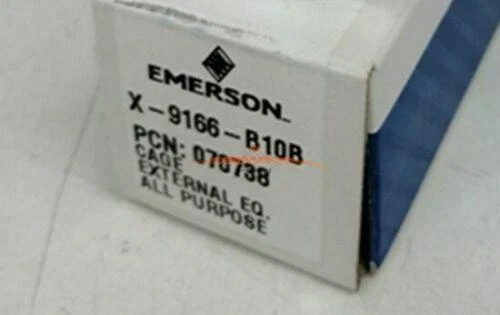 EMERSON
X-9166-B10B
PCN: 070738
CAGE
EXTERNAL EQ.
ALL PURPOSE